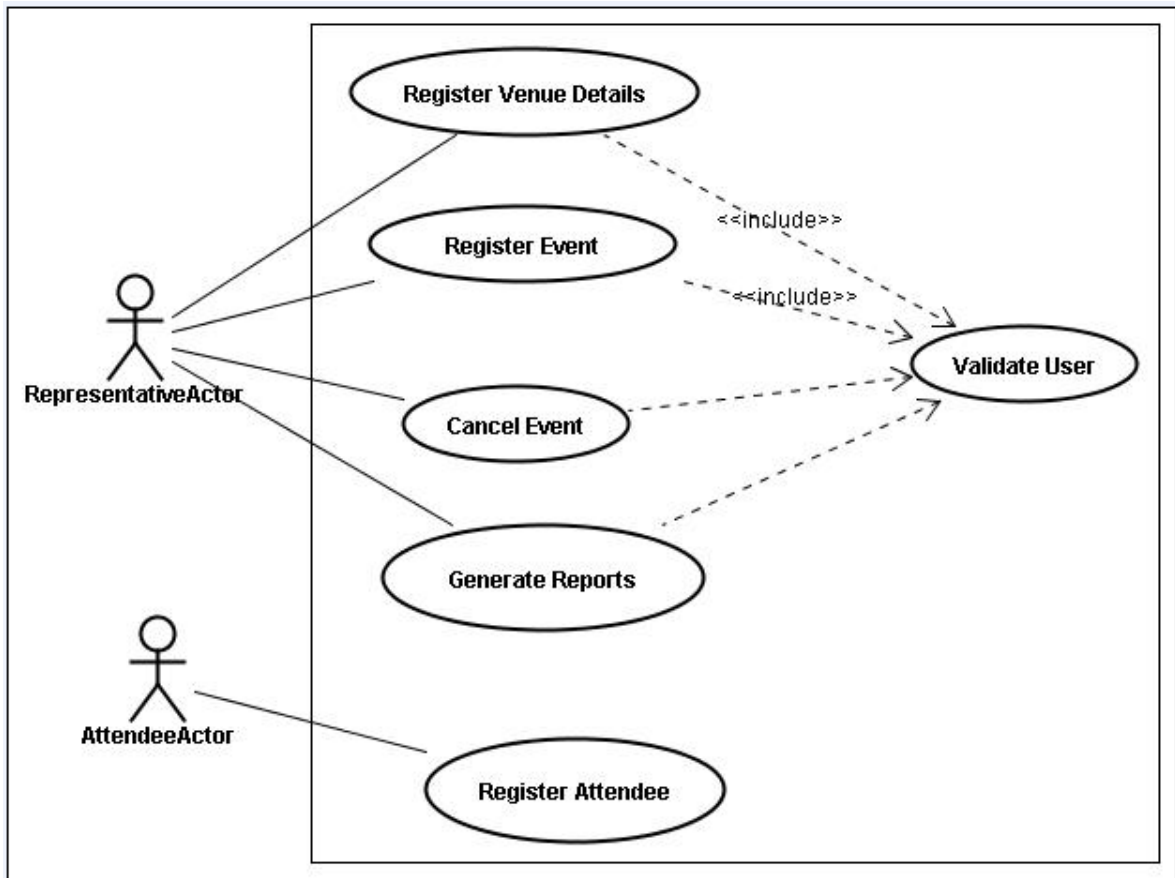 Register Venue Details
<<include>>
Register Event
<<include>>
Validate User
RepresentativeActor
Cancel Event
Generate Reports
AttendeeActor
Register Attendee